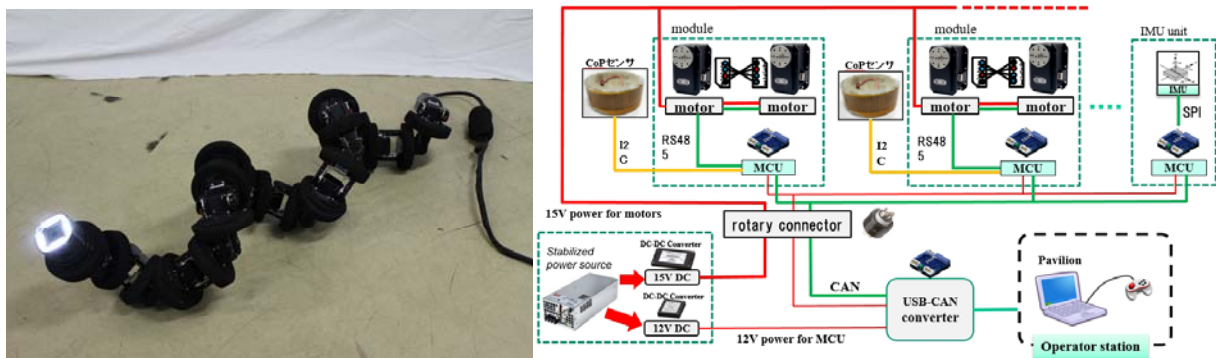 module
module
IMU unit
CoPセンサ
CoPセンサ
IMU
motor
motor
motor
motor
SPI
I2
C
RS48
5
I2
C
RS48
5
MCU
MCU
MCU
15V power for motors
rotary connector
Stabilized
power source
DC-DC Converter
15V DC
DC-DC Converter
12V DC
CAN
USB-CAN
converter
12V power for MCU
Pavilion
Operator station